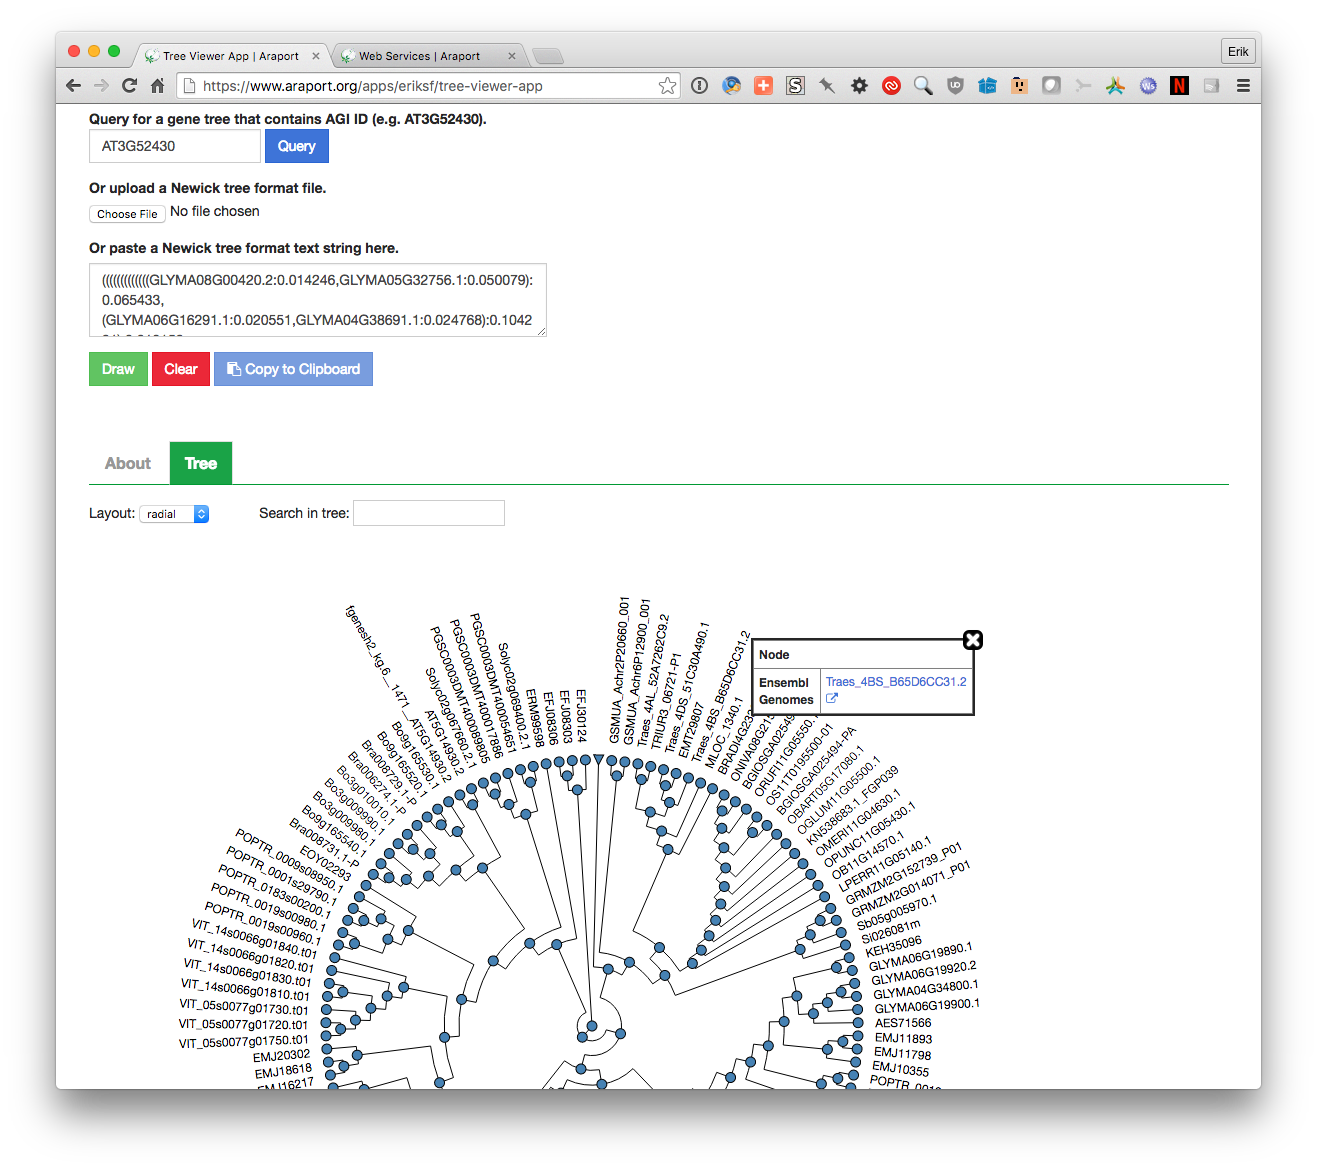 Tree Viewer App | Araport
Web Services | Araport
Erik
https://www.araport.org/apps/eriksf/tree-viewer-app
Query for a gene tree that contains AGI ID (e.g. AT3G52430).
AT3G52430
Query
Or upload a Newick tree format file.
Choose File No file chosen
Or paste a Newick tree format text string here.
(((((((((((((GLYMA08G00420.2:0.014246,GLYMA05G32756.1:0.050079):
0.065433,
(GLYMA06G16291.1:0.020551,GLYMA04G38691.1:0.024768):0.1042
Draw Clear Copy to Clipboard
About Tree
Layout: radial Search in tree:
Node
Ensembl Genomes Traes_4BS_B65D6CC31.2
fgenesh2_kg.6__1471__AT5G14930.2
AT5G14930.2
Solyc02g067660.2.1
PGSC0003DMT400069805
PGSC0003DMT400017886
PGSC0003DMT400054651
Solyc02g069400.2.1
ERM99598
EFJ08306
EFJ08303
EFJ30124
GSMUA_Achr2P20660_001
GSMUA_Achr6P12900_001
Traes_4AL_52A7262C9.2
TRIUR3_06721-P1
Traes_4DS_51C30A490.1
EMT29807
Traes_4BS_B65D6CC31.2
MLOC_1340.1
BRADI4G232
ONIVA08G213
BGIOSGA02549
ORUFI11G05550.1
OS11T0195500-01
BGIOSGA025494-PA
OBART05G17080.1
OGLUM11G05500.1
KN538683.1_FGP039
OMERI11G04630.1
OPUNC11G05430.1
OB11G14570.1
LPERR11G05140.1
GRMZM2G152739_P01
GRMZM2G014071_P01
Sb05g005970.1
Si026081m
KEH35096
GLYMA06G19890.1
GLYMA06G19920.2
GLYMA04G34800.1
GLYMA06G19900.1
AES71566
EMJ11893
EMJ11798
EMJ10355
Bo9g165530.1
Bo9g165520.1
Bra008729.1-P
Bra006274.1-P
Bo3g010010.1
Bo3g009990.1
Bo3g009980.1
Bo9g165540.1
Bra008731.1-P
EOY02293
POPTR_0009s08950.1
POPTR_0001s29790.1
POPTR_0183s00200.1
POPTR_0019s00980.1
POPTR_0019s00960.1
VIT_14s0066g01840.t01
VIT_14s0066g01820.t01
VIT_14s0066g01830.t01
VIT_14s0066g01810.t01
VIT_05s0077g01730.t01
VIT_05s0077g01720.t01
VIT_05s0077g01750.t01
EMJ20302
EMJ18618
EMJ16217